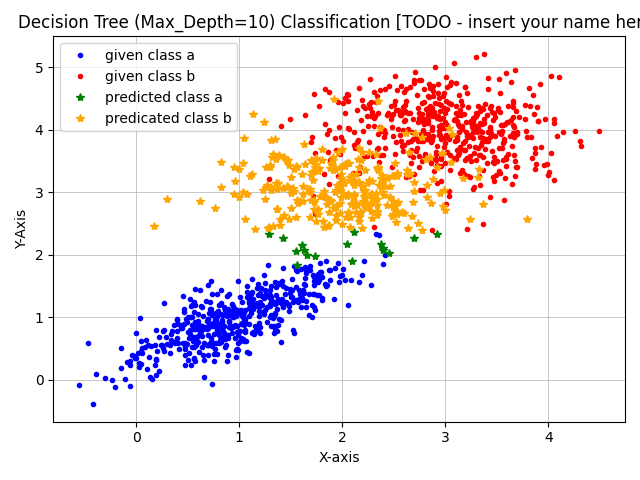 Decision Tree (Max_Depth=10) Classification [TODO - insert your name her
given class a
given class b
predicted class a
predicated class b
Y-Axis
5
4
3
2
1
0
0 1 2 3 4
X-axis